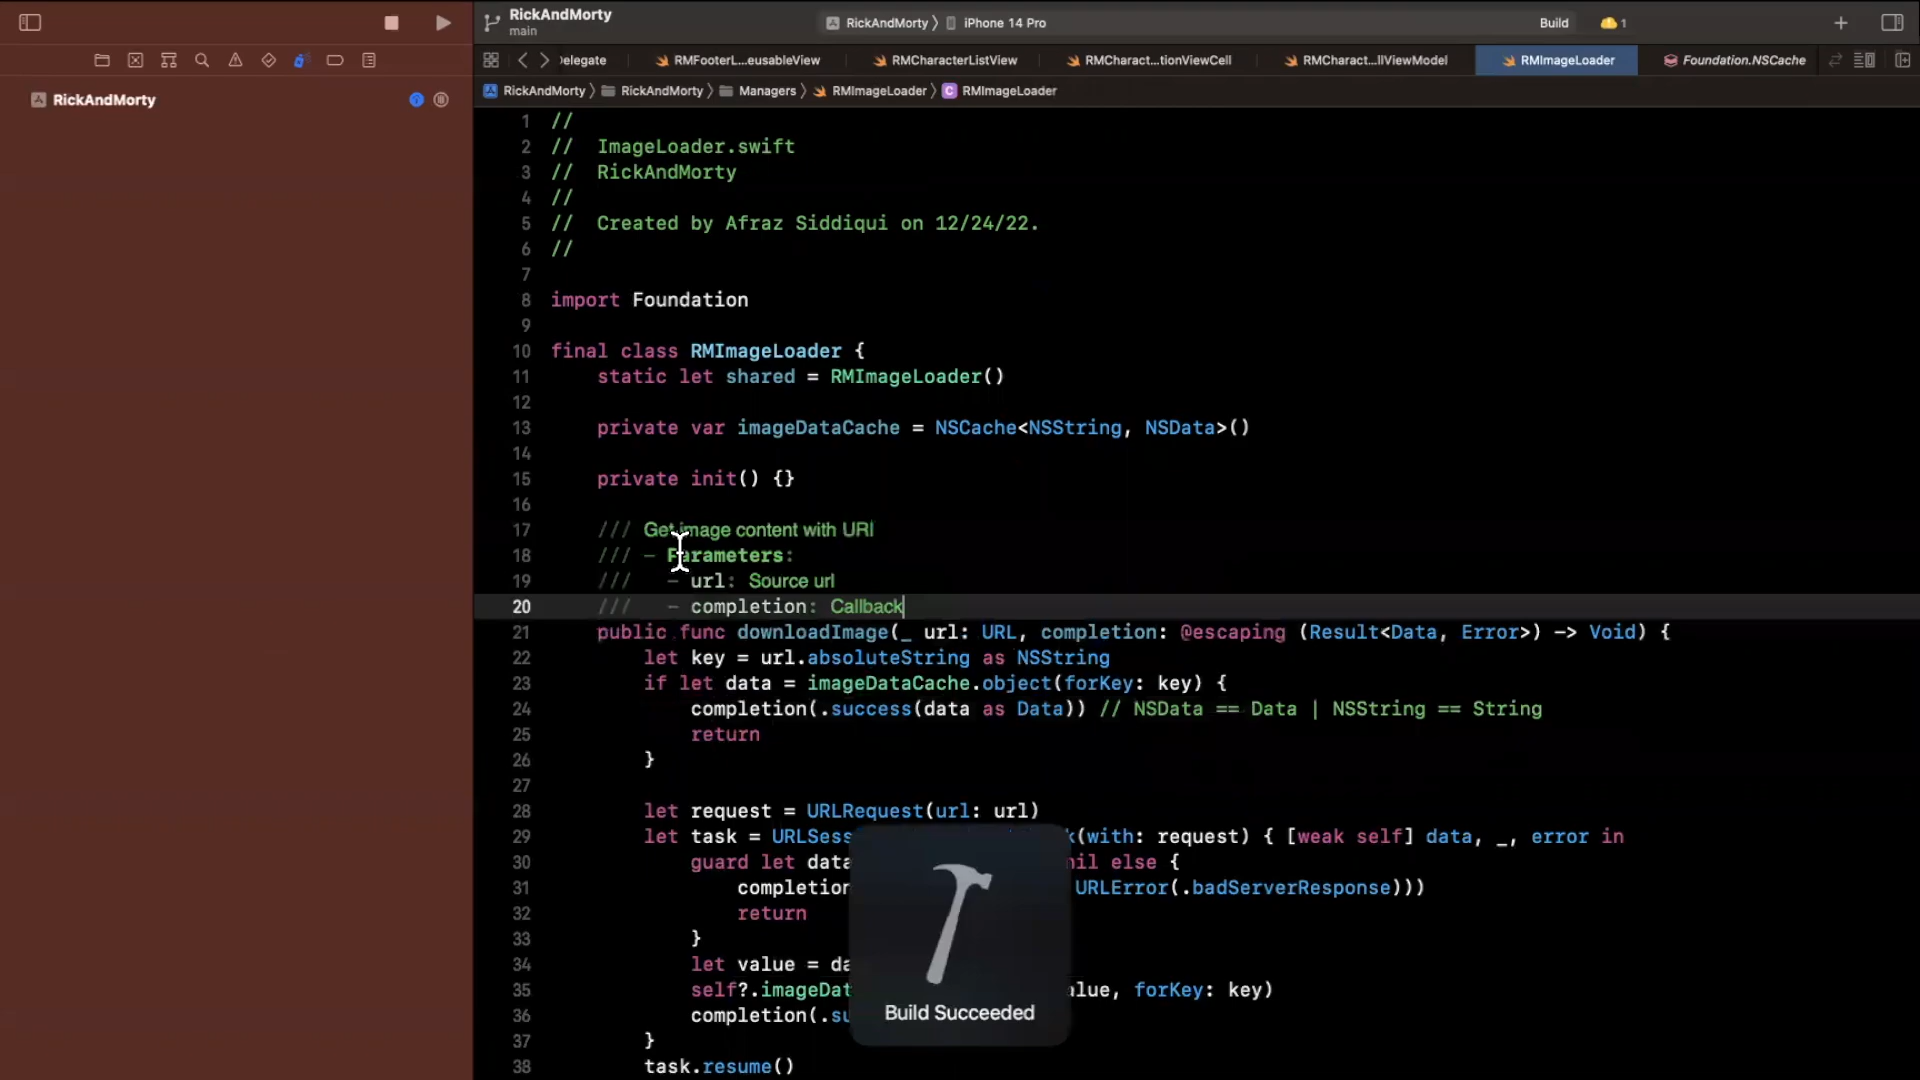 RickAndMorty
main
RickAndMorty
iPhone 14 Pro
Build
1
elegate
RMFooterL...eusableView
RMCharacterListView
RMCharact...tionViewCell
RMCharact...llViewModel
RMImageLoader
Foundation.NSCache
RickAndMorty
RickAndMorty
RickAndMorty
Managers
RMImageLoader
C RMImageLoader
1 //
2 //  ImageLoader.swift
3 //  RickAndMorty
4 //
5 //  Created by Afraz Siddiqui on 12/24/22.
6 //
7
8 import Foundation
9
10 final class RMImageLoader {
11     static let shared = RMImageLoader()
12
13     private var imageDataCache = NSCache<NSString, NSData>()
14
15     private init() {}
16
17     /// Get image content with URl
18     /// - Parameters:
19     ///   - url: Source url
20     ///   - completion: Callback
21     public func downloadImage(_ url: URL, completion: @escaping (Result<Data, Error>) -> Void) {
22         let key = url.absoluteString as NSString
23         if let data = imageDataCache.object(forKey: key) {
24             completion(.success(data as Data)) // NSData == Data | NSString == String
25             return
26         }
27
28         let request = URLRequest(url: url)
29         let task = URLSess k(with: request) { [weak self] data, _, error in
30             guard let data nil else {
31                 completion URLError(.badServerResponse)))
32                 return
33             }
34             let value = da
35             self?.imageDat alue, forKey: key)
36             completion(.su
37         }
38         task.resume()
Build Succeeded